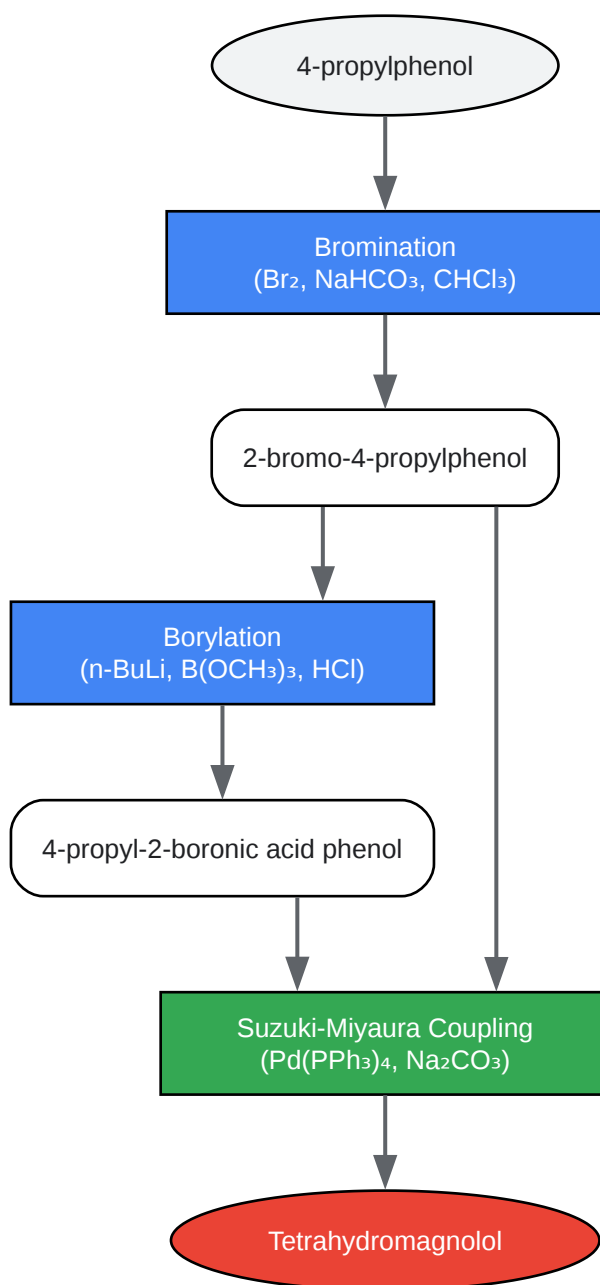 4-propylphenol
Bromination
(Br₂, NaHCO₃, CHCl₃)
2-bromo-4-propylphenol
Borylation
(n-BuLi, B(OCH₃)₃, HCl)
4-propyl-2-boronic acid phenol
Suzuki-Miyaura Coupling
(Pd(PPh₃)₄, Na₂CO₃)
Tetrahydromagnolol